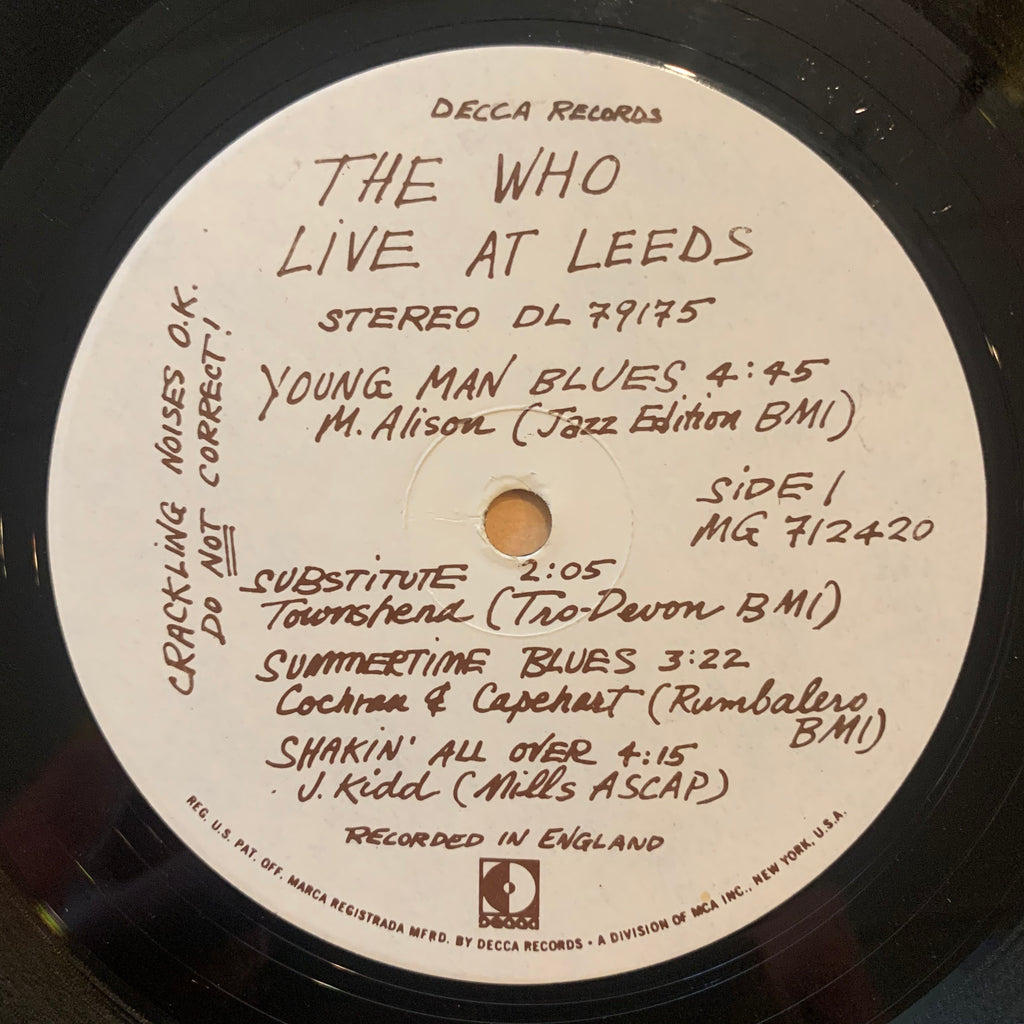 DECCA RECORDS
THE WHO
LiVE AT LEEDS
STEREO DL 79175
YOUNG MAN BLUES 4:45
M. Alison (Jazz Edition BMI)
SiDE 1
MG 712420
SUBSTiTUTE 2:05
Townshend (Tro-Devon BMI)
SUMMERTIME BLUES 3:22
Cochran & Capehart (Rumbalero
BMI)
SHAKiN' ALL OVER 4:15
J. Kidd (Mills ASCAP)
RECORDED IN ENGLAND
DECCA
CRACKLiNG NOISES O.K.
DO NOT CORRECT!
REG. U.S. PAT. OFF. MARCA REGISTRADA MFRD. BY DECCA RECORDS • A DIVISION OF MCA INC., NEW YORK, U.S.A.